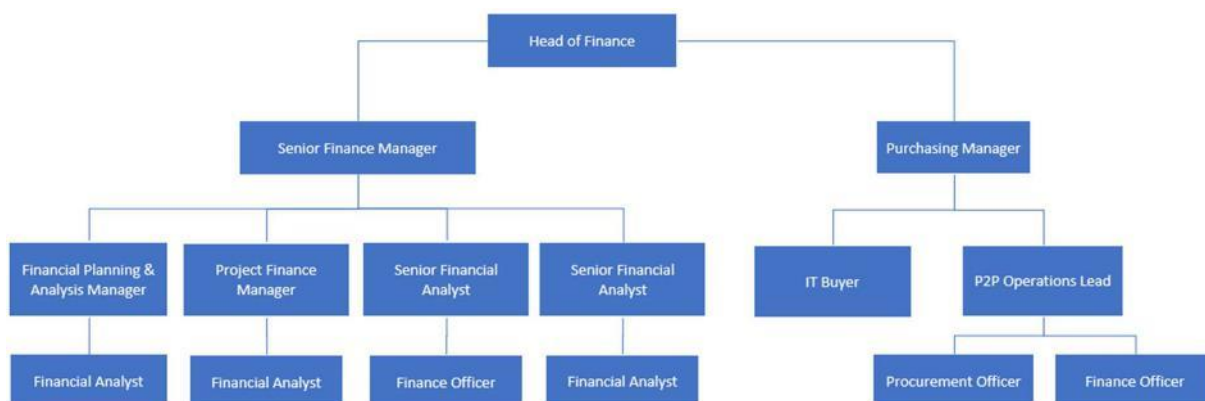 Head of Finance
Senior Finance Manager
Purchasing Manager
Financial Planning &
Analysis Manager
Project Finance
Manager
Senior Financial
Analyst
Senior Financial
Analyst
IT Buyer
P2P Operations Lead
Financial Analyst
Financial Analyst
Finance Officer
Financial Analyst
Procurement Officer
Finance Officer